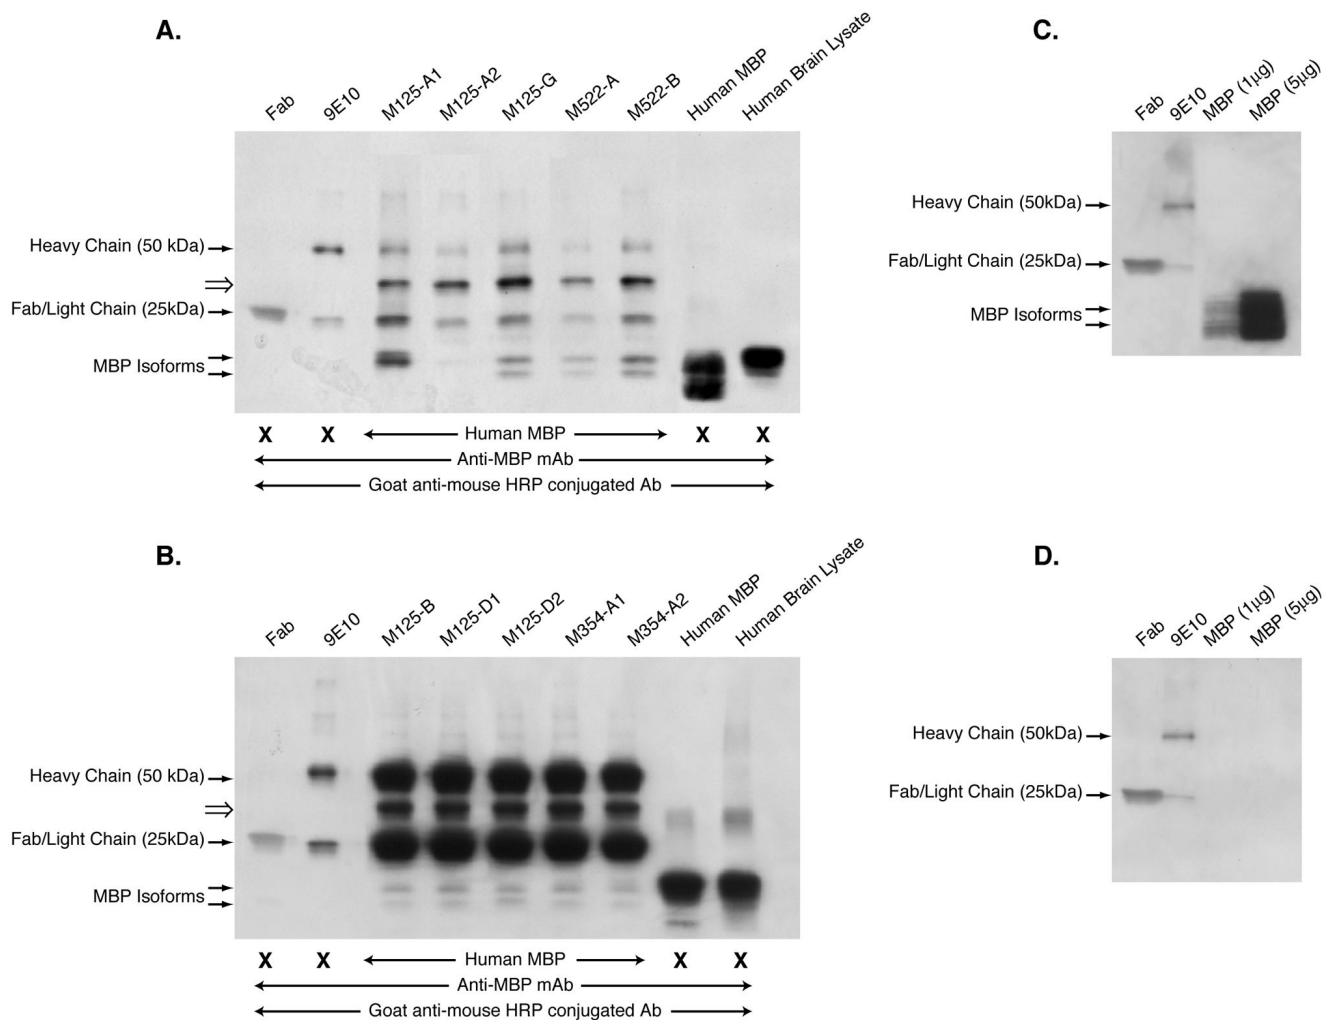 A.
Fab
9E10
M125-A1
M125-A2
M125-G
M522-A
M522-B
Human MBP
Human Brain Lysate
Heavy Chain (50 kDa)
Fab/Light Chain (25kDa)
MBP Isoforms
X X Human MBP X X
Anti-MBP mAb
Goat anti-mouse HRP conjugated Ab
C.
Fab
9E10
MBP (1µg)
MBP (5µg)
Heavy Chain (50kDa)
Fab/Light Chain (25kDa)
MBP Isoforms
B.
Fab
9E10
M125-B
M125-D1
M125-D2
M354-A1
M354-A2
Human MBP
Human Brain Lysate
Heavy Chain (50 kDa)
Fab/Light Chain (25kDa)
MBP Isoforms
X X Human MBP X X
Anti-MBP mAb
Goat anti-mouse HRP conjugated Ab
D.
Fab
9E10
MBP (1µg)
MBP (5µg)
Heavy Chain (50kDa)
Fab/Light Chain (25kDa)